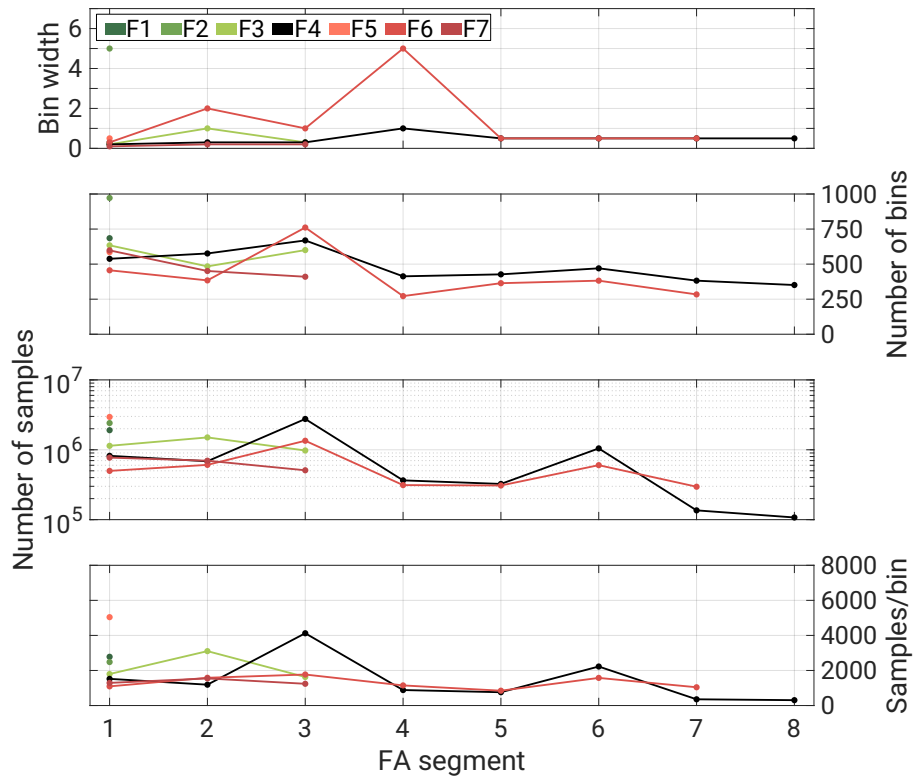 F1 F2 F3 F4 F5 F6 F7
Bin width
6
4
2
0
Number of bins
1000
750
500
250
0
Number of samples
10^7
10^6
10^5
Samples/bin
8000
6000
4000
2000
0
1 2 3 4 5 6 7 8
FA segment